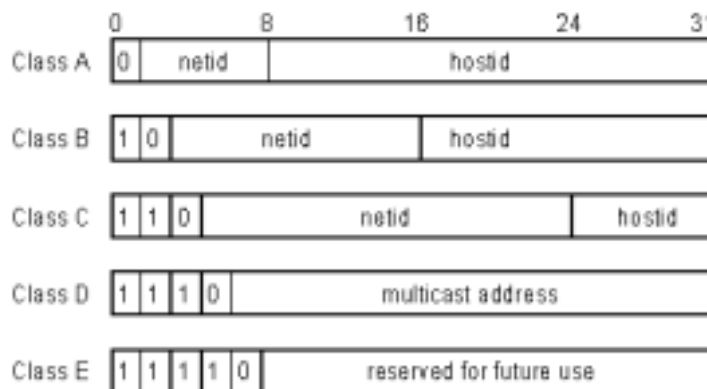 0 8 16 24 31
Class A 0 netid hostid
Class B 1 0 netid hostid
Class C 1 1 0 netid hostid
Class D 1 1 1 0 multicast address
Class E 1 1 1 1 0 reserved for future use